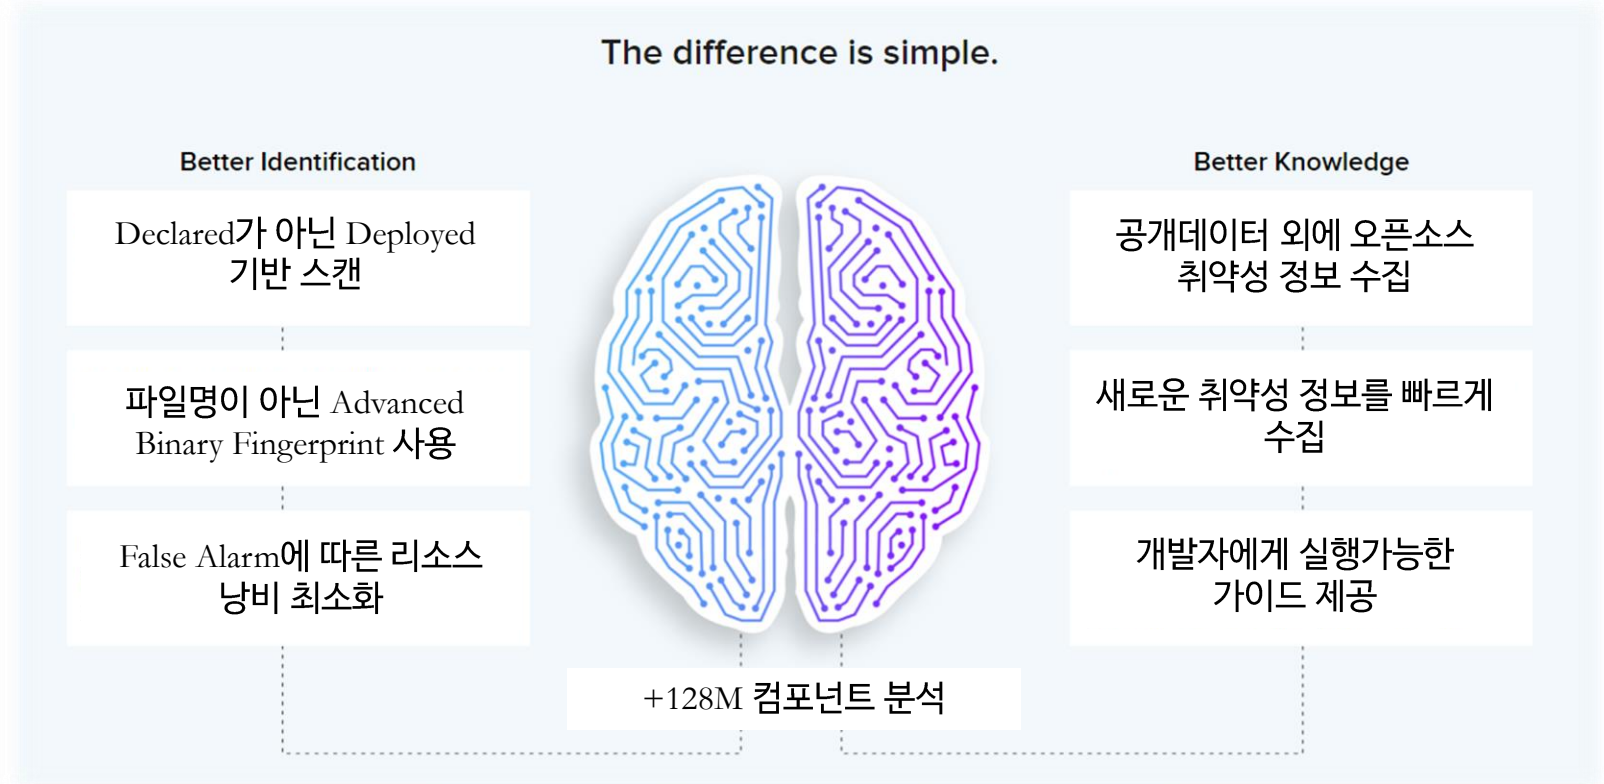 The difference is simple.
Better Identification
Declared가 아닌 Deployed
기반 스캔
파일명이 아닌 Advanced
Binary Fingerprint 사용
False Alarm에 따른 리소스
낭비 최소화
Better Knowledge
공개데이터 외에 오픈소스
취약성 정보 수집
새로운 취약성 정보를 빠르게
수집
개발자에게 실행가능한
가이드 제공
+128M 컴포넌트 분석